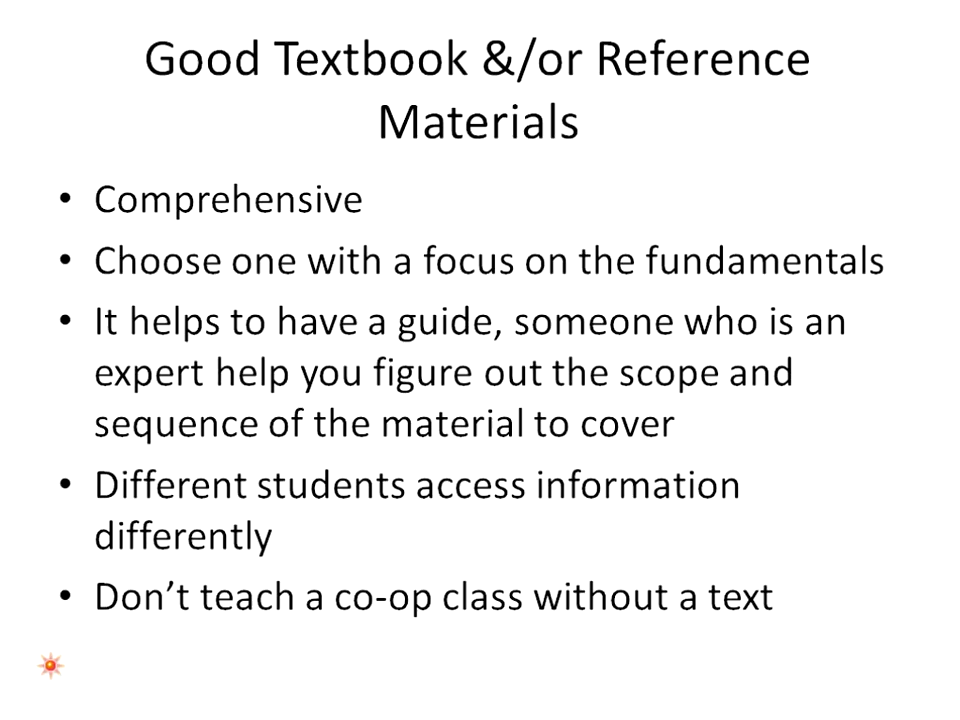 Good Textbook &/or Reference
Materials
• Comprehensive
• Choose one with a focus on the fundamentals
• It helps to have a guide, someone who is an
expert help you figure out the scope and
sequence of the material to cover
• Different students access information
differently
• Don’t teach a co-op class without a text